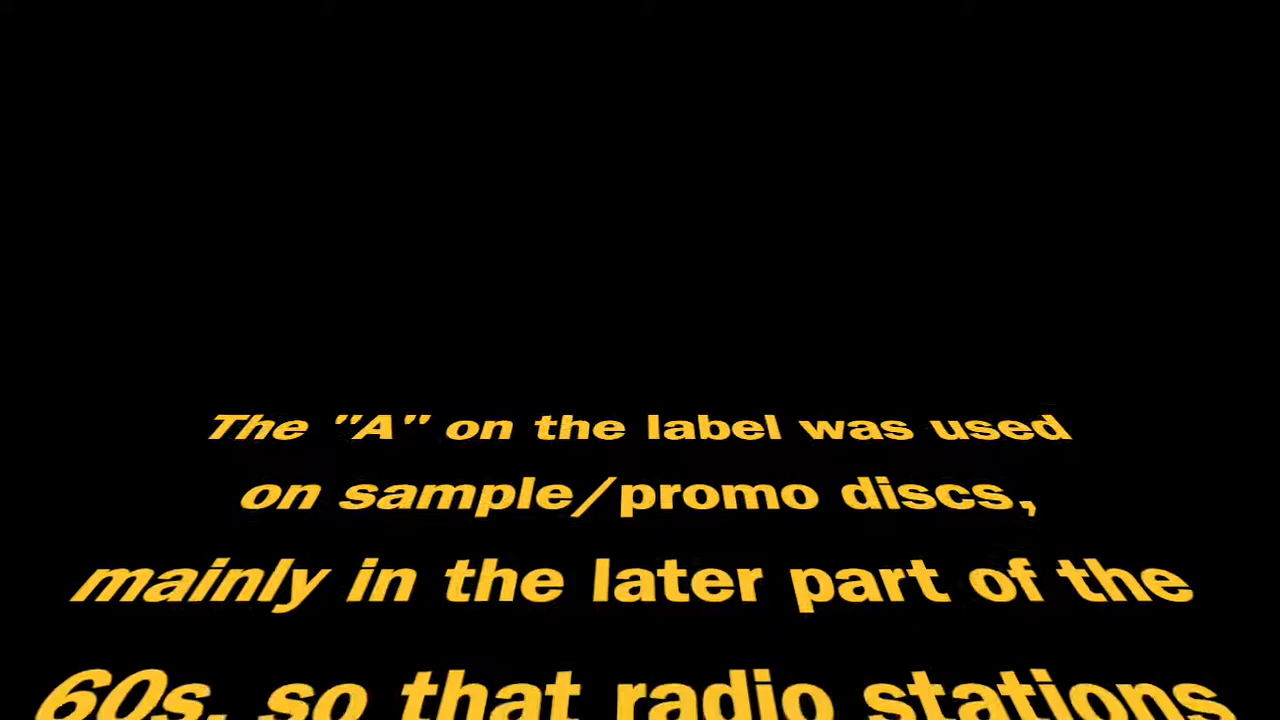 The "A" on the label was used
on sample/promo discs,
mainly in the later part of the
60s, so that radio stations